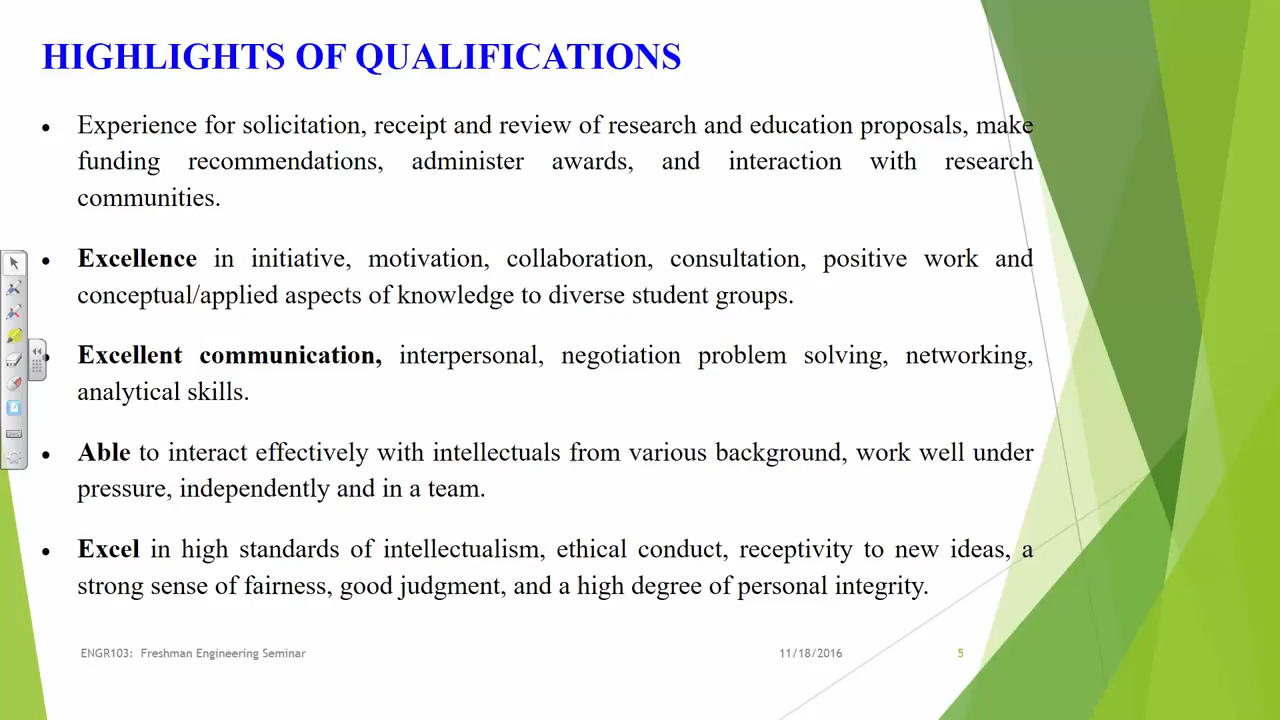 HIGHLIGHTS OF QUALIFICATIONS
• Experience for solicitation, receipt and review of research and education proposals, make
funding recommendations, administer awards, and interaction with research
communities.
• Excellence in initiative, motivation, collaboration, consultation, positive work and
conceptual/applied aspects of knowledge to diverse student groups.
• Excellent communication, interpersonal, negotiation problem solving, networking,
analytical skills.
• Able to interact effectively with intellectuals from various background, work well under
pressure, independently and in a team.
• Excel in high standards of intellectualism, ethical conduct, receptivity to new ideas, a
strong sense of fairness, good judgment, and a high degree of personal integrity.
ENGR103: Freshman Engineering Seminar 11/18/2016 5